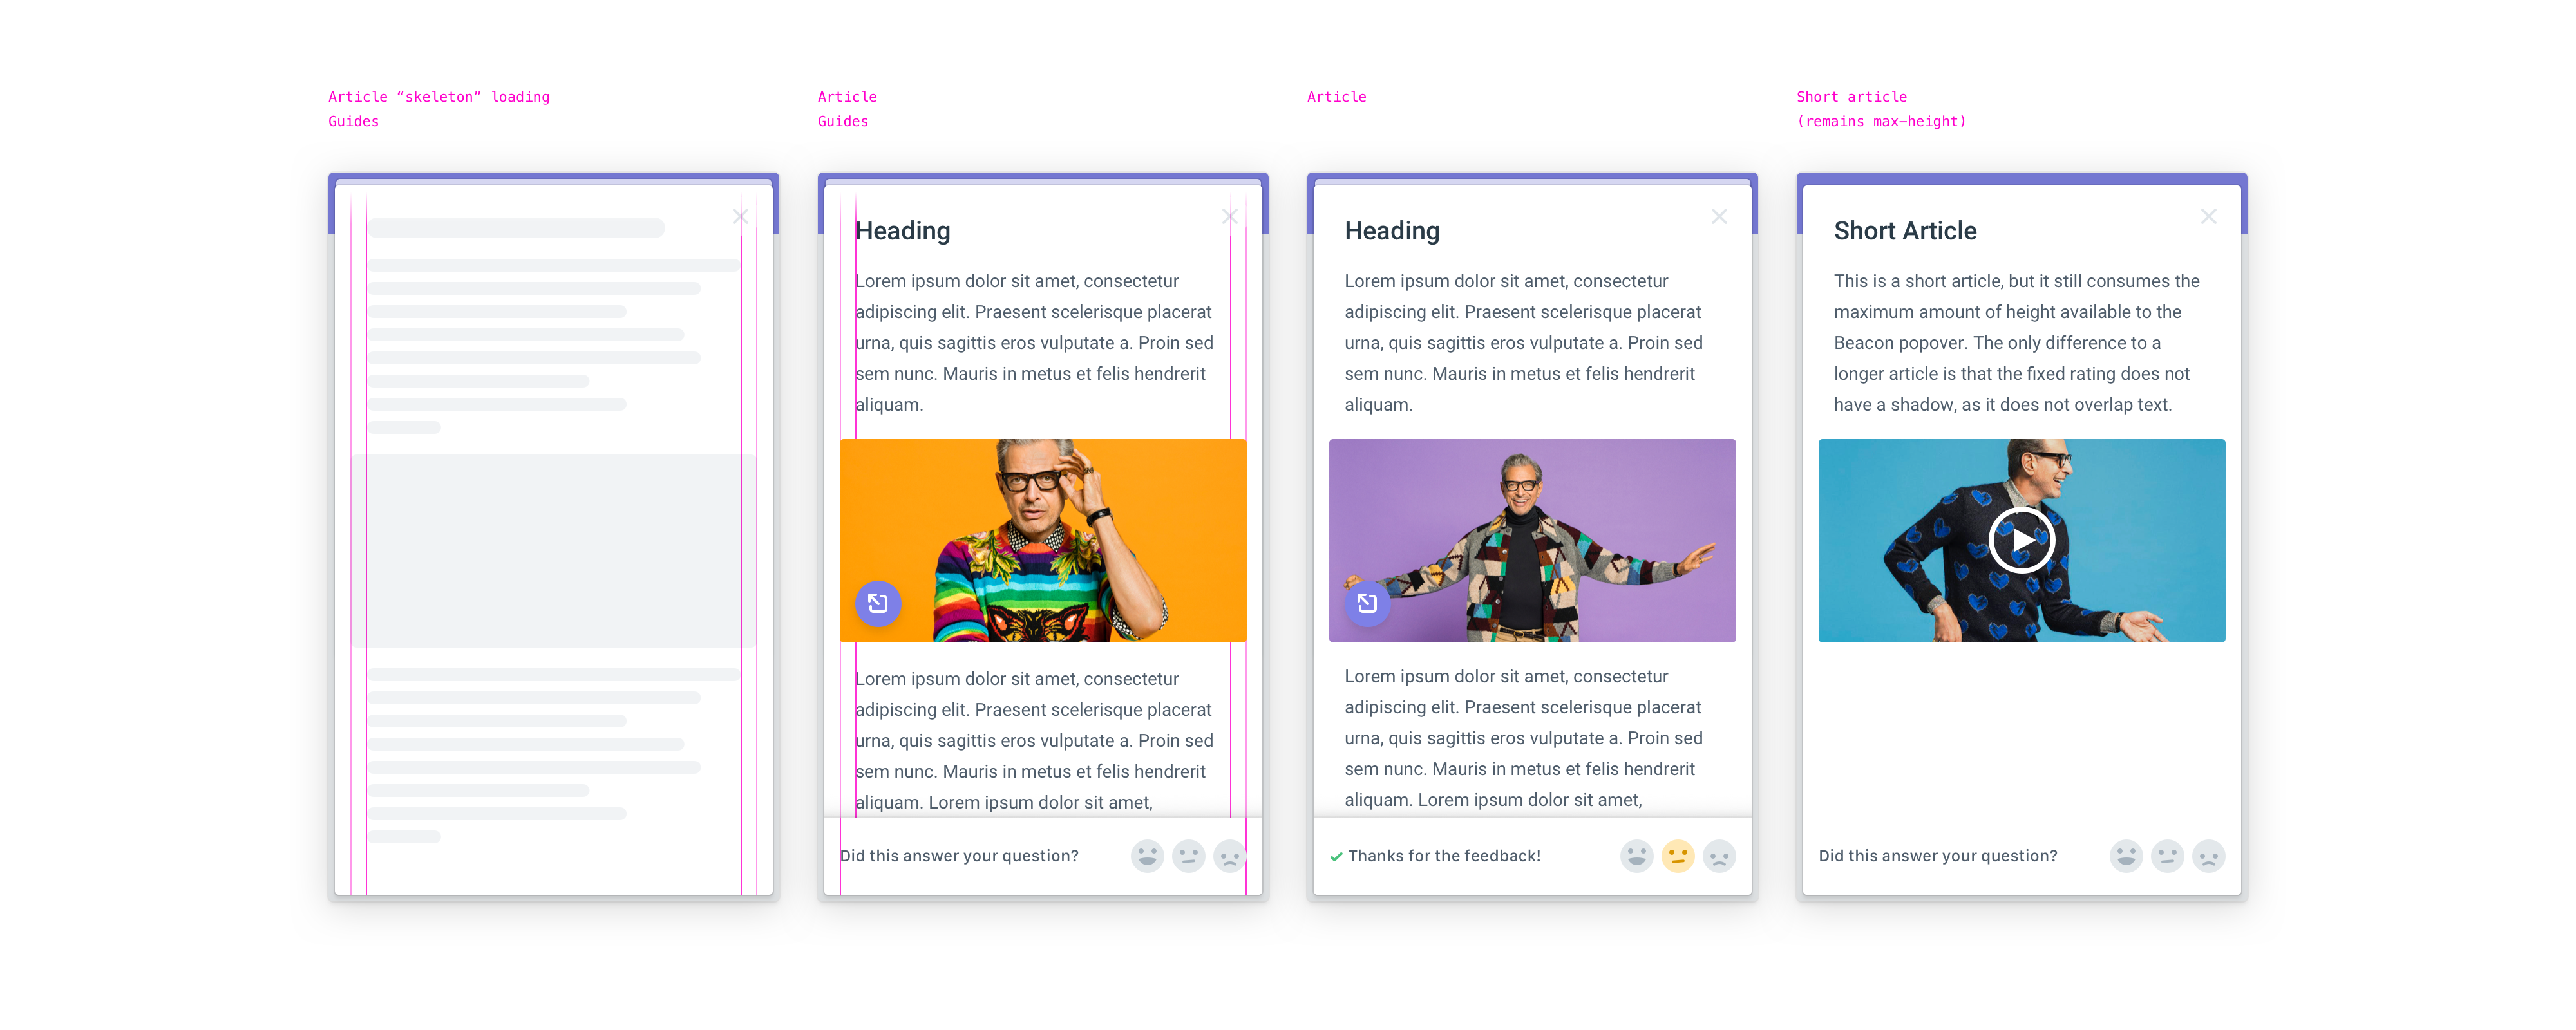 Article “skeleton” loading
Guides
Article
Guides
Heading
Lorem ipsum dolor sit amet, consectetur
adipiscing elit. Praesent scelerisque placerat
urna, quis sagittis eros vulputate a. Proin sed
sem nunc. Mauris in metus et felis hendrerit
aliquam.
Lorem ipsum dolor sit amet, consectetur
adipiscing elit. Praesent scelerisque placerat
urna, quis sagittis eros vulputate a. Proin sed
sem nunc. Mauris in metus et felis hendrerit
aliquam. Lorem ipsum dolor sit amet,
Did this answer your question?
Article
Heading
Lorem ipsum dolor sit amet, consectetur
adipiscing elit. Praesent scelerisque placerat
urna, quis sagittis eros vulputate a. Proin sed
sem nunc. Mauris in metus et felis hendrerit
aliquam.
Lorem ipsum dolor sit amet, consectetur
adipiscing elit. Praesent scelerisque placerat
urna, quis sagittis eros vulputate a. Proin sed
sem nunc. Mauris in metus et felis hendrerit
aliquam. Lorem ipsum dolor sit amet,
Thanks for the feedback!
Short article
(remains max-height)
Short Article
This is a short article, but it still consumes the
maximum amount of height available to the
Beacon popover. The only difference to a
longer article is that the fixed rating does not
have a shadow, as it does not overlap text.
Did this answer your question?